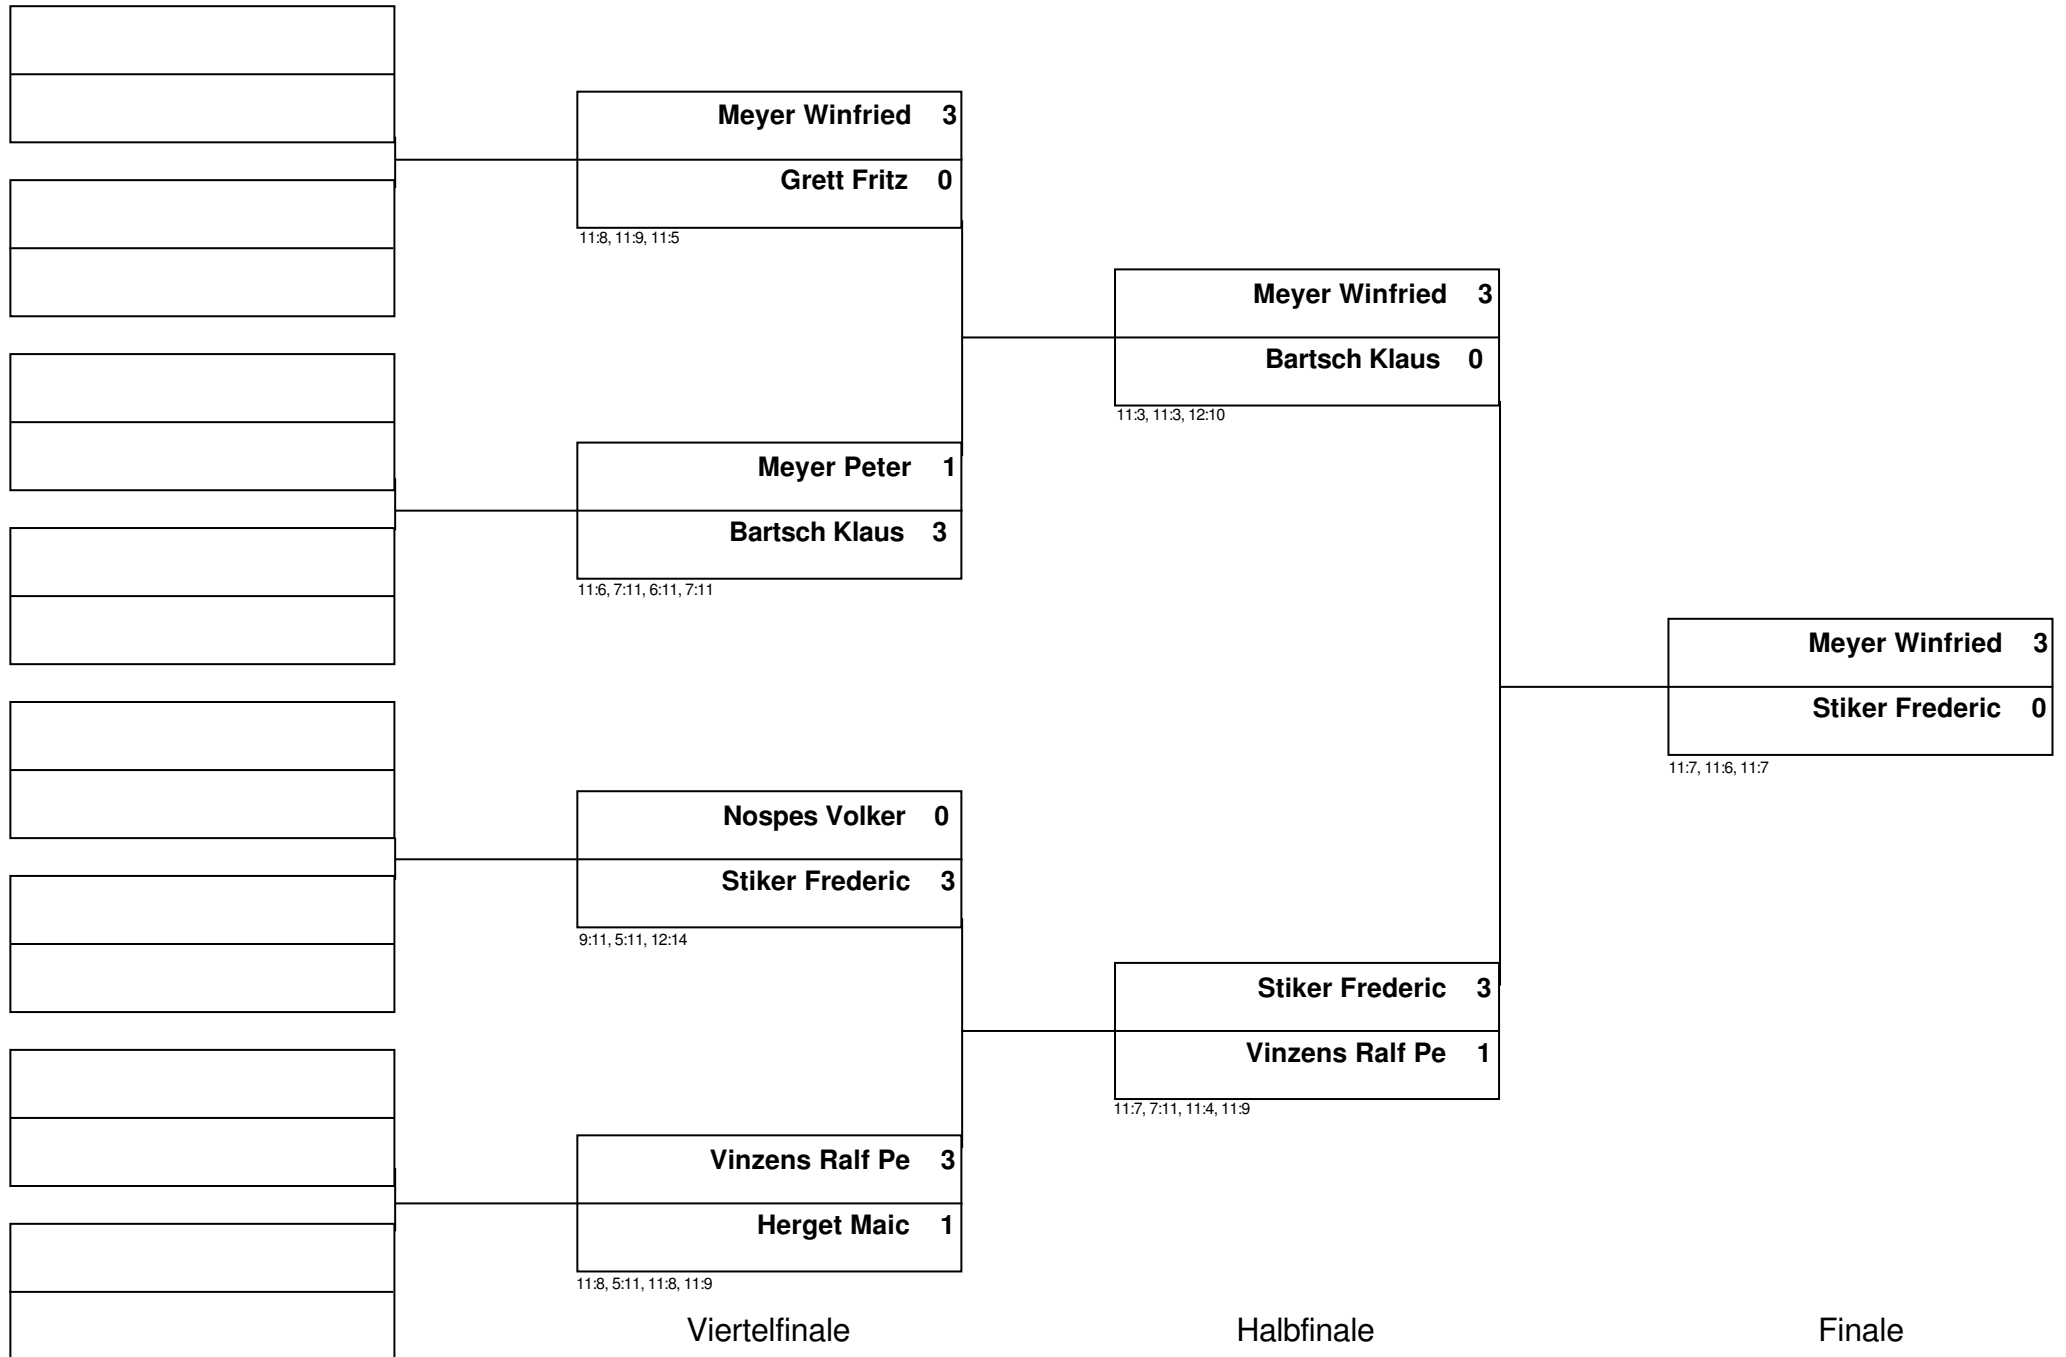 Meyer Winfried 3
Grett Fritz 0
11:8, 11:9, 11:5
Meyer Peter 1
Bartsch Klaus 3
11:6, 7:11, 6:11, 7:11
Nospes Volker 0
Stiker Frederic 3
9:11, 5:11, 12:14
Vinzens Ralf Pe 3
Herget Maic 1
11:8, 5:11, 11:8, 11:9
Viertelfinale
Meyer Winfried 3
Bartsch Klaus 0
11:3, 11:3, 12:10
Stiker Frederic 3
Vinzens Ralf Pe 1
11:7, 7:11, 11:4, 11:9
Halbfinale
Meyer Winfried 3
Stiker Frederic 0
11:7, 11:6, 11:7
Finale